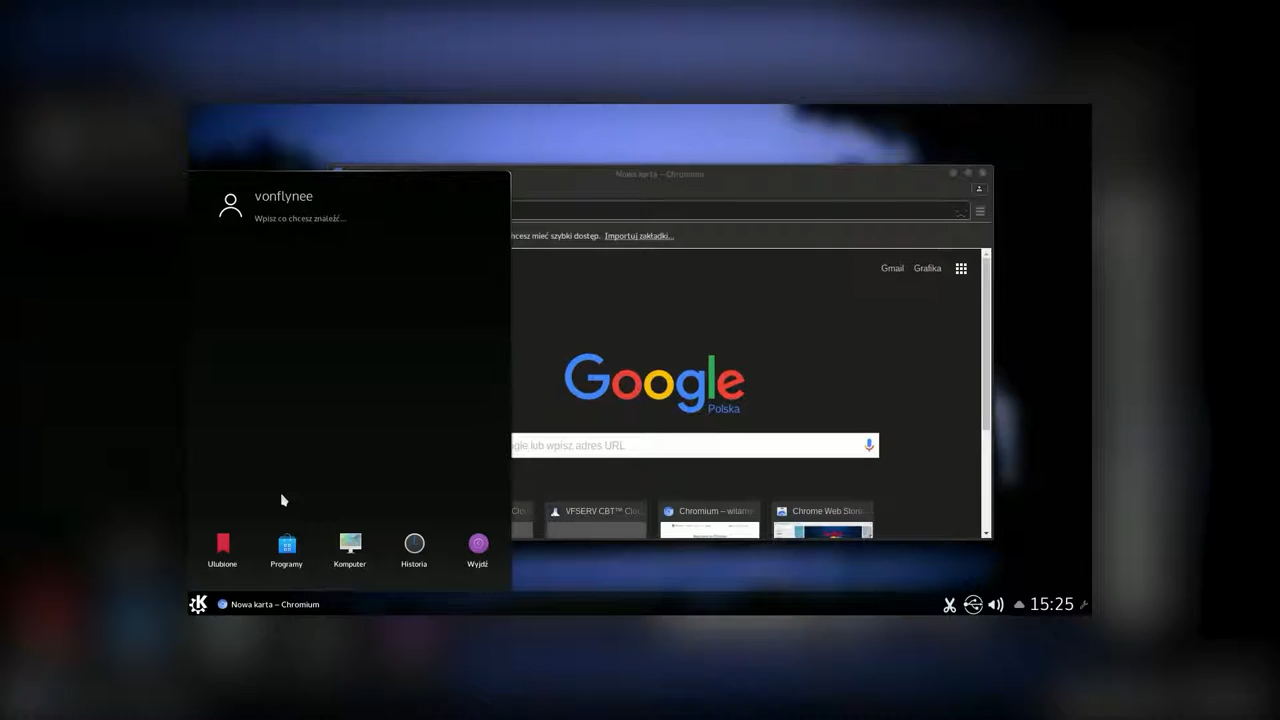 Nowa karta – Chromium
vonflynee
Wpisz co chcesz znaleźć...
hcesz mieć szybki dostęp. Importuj zakładki...
Gmail Grafika
Google
Polska
gle lub wpisz adres URL
VFSERV CBT™ Clo
Chromium – witamy
Chrome Web Stor
Ulubione Programy Komputer Historia Wyjdź
Nowa karta – Chromium
15:25